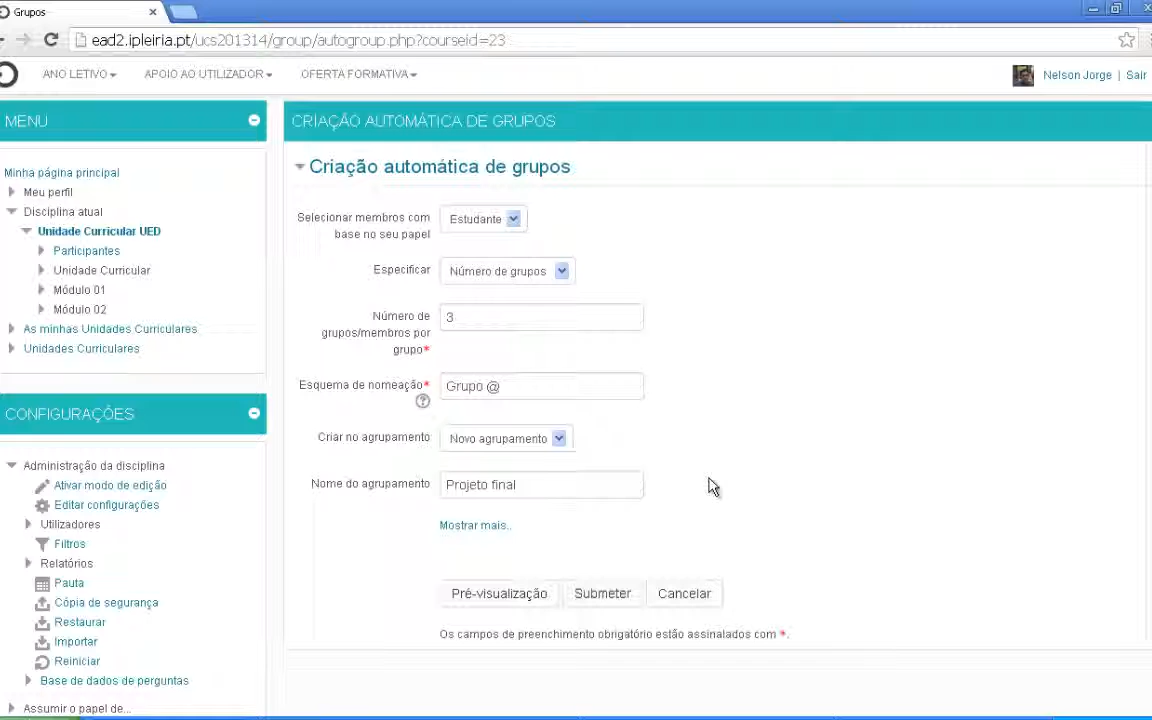 Grupos
ead2.ipleiria.pt/ucs201314/group/autogroup.php?courseid=23
ANO LETIVO
APOIO AO UTILIZADOR
OFERTA FORMATIVA
Nelson Jorge | Sair
MENU
Minha página principal
Meu perfil
Disciplina atual
Unidade Curricular UED
Participantes
Unidade Curricular
Módulo 01
Módulo 02
As minhas Unidades Curriculares
Unidades Curriculares
CONFIGURAÇÕES
Administração da disciplina
Ativar modo de edição
Editar configurações
Utilizadores
Filtros
Relatórios
Pauta
Cópia de segurança
Restaurar
Importar
Reiniciar
Base de dados de perguntas
Assumir o papel de...
CRIAÇÃO AUTOMÁTICA DE GRUPOS
Criação automática de grupos
Selecionar membros com
base no seu papel
Estudante
Especificar
Número de grupos
Número de
grupos/membros por
grupo*
3
Esquema de nomeação*
Grupo @
Criar no agrupamento
Novo agrupamento
Nome do agrupamento
Projeto final
Mostrar mais..
Pré-visualização
Submeter
Cancelar
Os campos de preenchimento obrigatório estão assinalados com *.